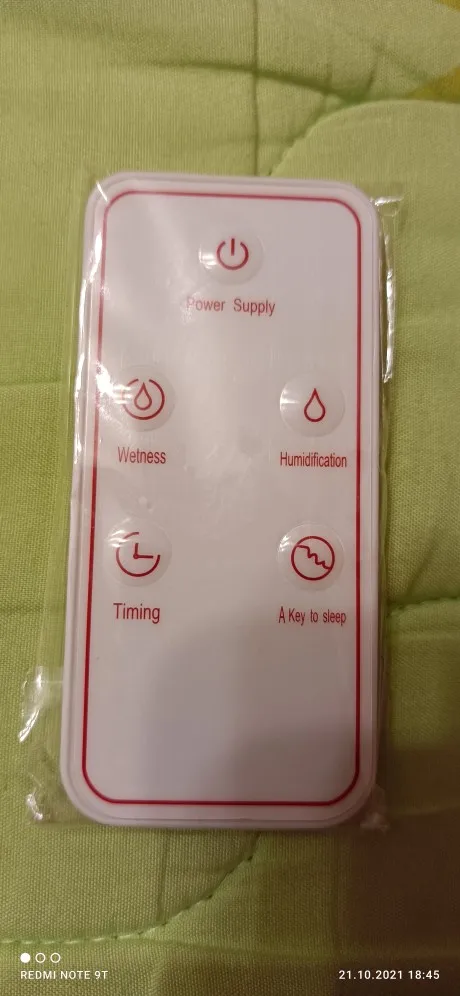 Power Supply
Wetness
Humidification
Timing
A Key to sleep
REDMI NOTE 9T
21.10.2021 18:45